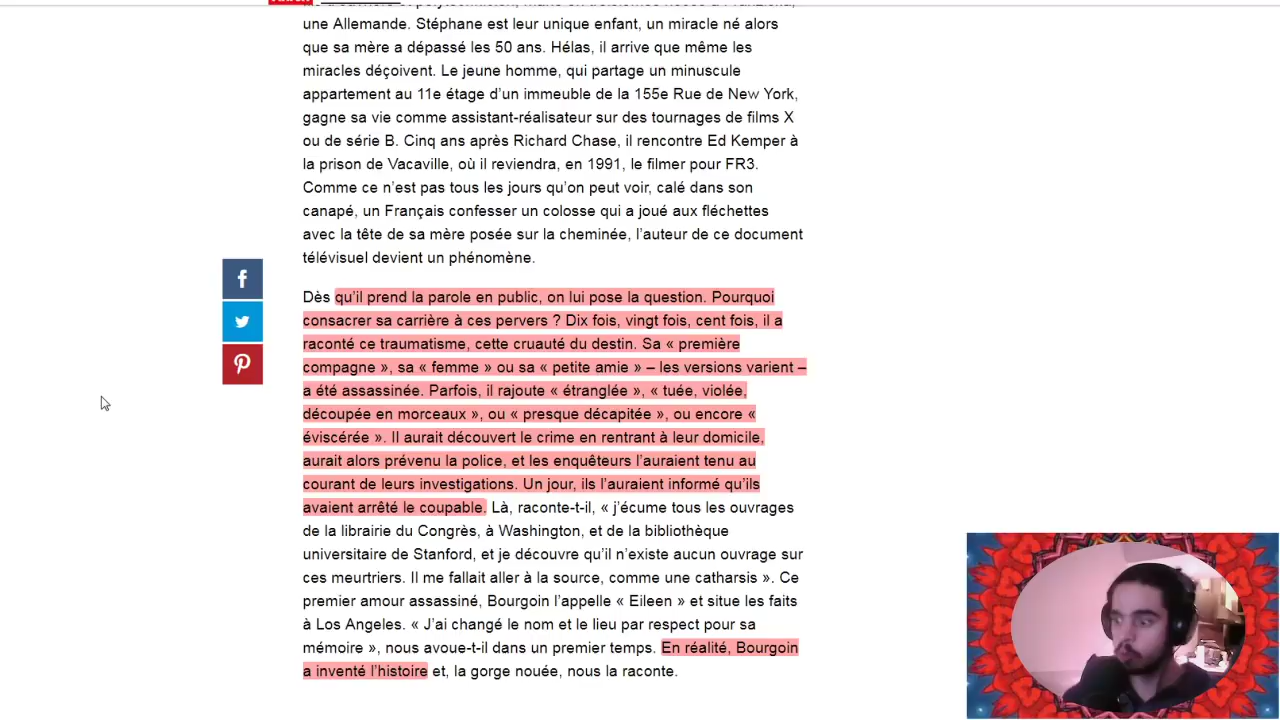 une Allemande. Stéphane est leur unique enfant, un miracle né alors
que sa mère a dépassé les 50 ans. Hélas, il arrive que même les
miracles déçoivent. Le jeune homme, qui partage un minuscule
appartement au 11e étage d’un immeuble de la 155e Rue de New York,
gagne sa vie comme assistant-réalisateur sur des tournages de films X
ou de série B. Cinq ans après Richard Chase, il rencontre Ed Kemper à
la prison de Vacaville, où il reviendra, en 1991, le filmer pour FR3.
Comme ce n’est pas tous les jours qu’on peut voir, calé dans son
canapé, un Français confesser un colosse qui a joué aux fléchettes
avec la tête de sa mère posée sur la cheminée, l’auteur de ce document
télévisuel devient un phénomène.
Dès qu’il prend la parole en public, on lui pose la question. Pourquoi
consacrer sa carrière à ces pervers ? Dix fois, vingt fois, cent fois, il a
raconté ce traumatisme, cette cruauté du destin. Sa « première
compagne », sa « femme » ou sa « petite amie » – les versions varient –
a été assassinée. Parfois, il rajoute « étranglée », « tuée, violée,
découpée en morceaux », ou « presque décapitée », ou encore «
éviscérée ». Il aurait découvert le crime en rentrant à leur domicile,
aurait alors prévenu la police, et les enquêteurs l’auraient tenu au
courant de leurs investigations. Un jour, ils l’auraient informé qu’ils
avaient arrêté le coupable. Là, raconte-t-il, « j’écume tous les ouvrages
de la librairie du Congrès, à Washington, et de la bibliothèque
universitaire de Stanford, et je découvre qu’il n’existe aucun ouvrage sur
ces meurtriers. Il me fallait aller à la source, comme une catharsis ». Ce
premier amour assassiné, Bourgoin l’appelle « Eileen » et situe les faits
à Los Angeles. « J’ai changé le nom et le lieu par respect pour sa
mémoire », nous avoue-t-il dans un premier temps. En réalité, Bourgoin
a inventé l’histoire et, la gorge nouée, nous la raconte.